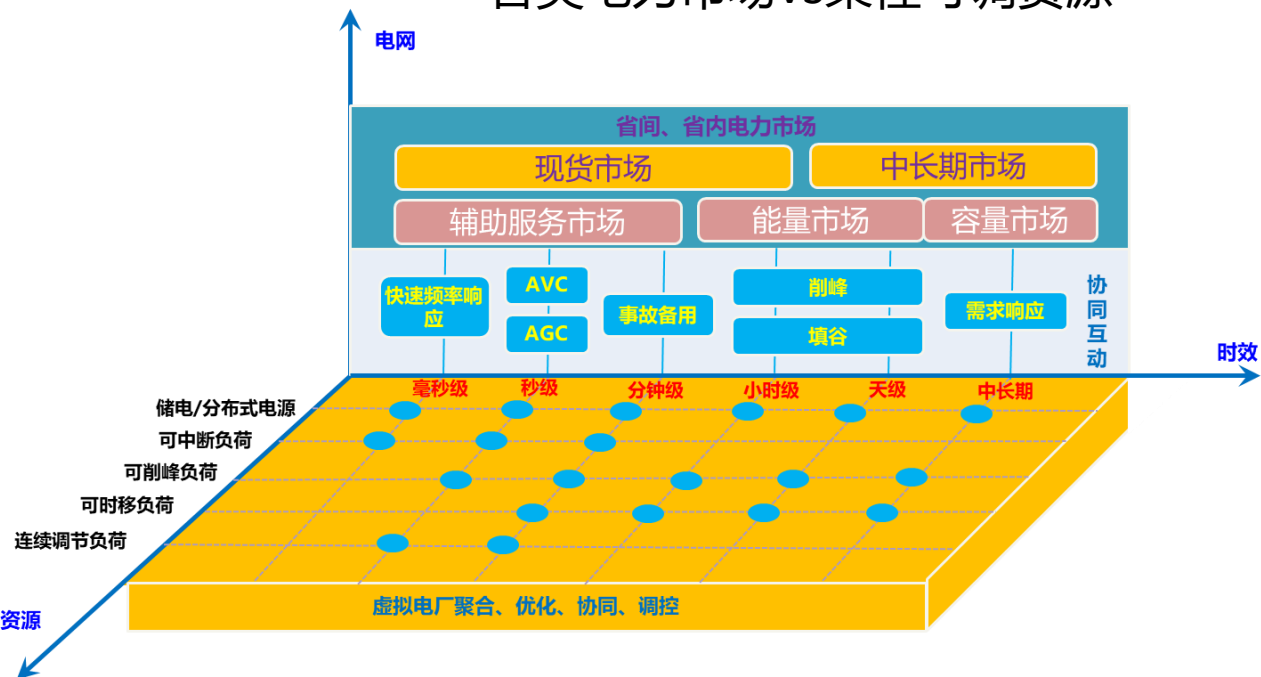 电网
省间、省内电力市场
现货市场
中长期市场
辅助服务市场
能量市场
容量市场
快速频率响
应
AVC
AGC
事故备用
削峰
填谷
需求响应
协
同
互
动
时效
毫秒级
秒级
分钟级
小时级
天级
中长期
储电/分布式电源
可中断负荷
可削峰负荷
可时移负荷
连续调节负荷
资源
虚拟电厂聚合、优化、协同、调控